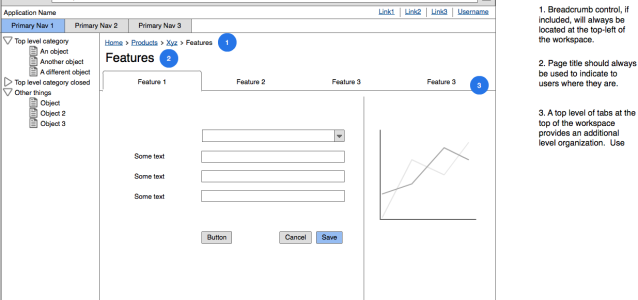 Application Name
Link1 | Link2 | Link3 | Username
Primary Nav 1
Primary Nav 2
Primary Nav 3
Top level category
An object
Another object
A different object
Top level category closed
Other things
Object
Object 2
Object 3
Home > Products > Xyz > Features
1
Features
2
Feature 1
Feature 2
Feature 3
Feature 3
3
Some text
Some text
Some text
Button
Cancel
Save
1. Breadcrumb control, if
included, will always be
located at the top-left of
the workspace.
2. Page title should always
be used to indicate to
users where they are.
3. A top level of tabs at the
top of the workspace
provides an additional
level organization. Use